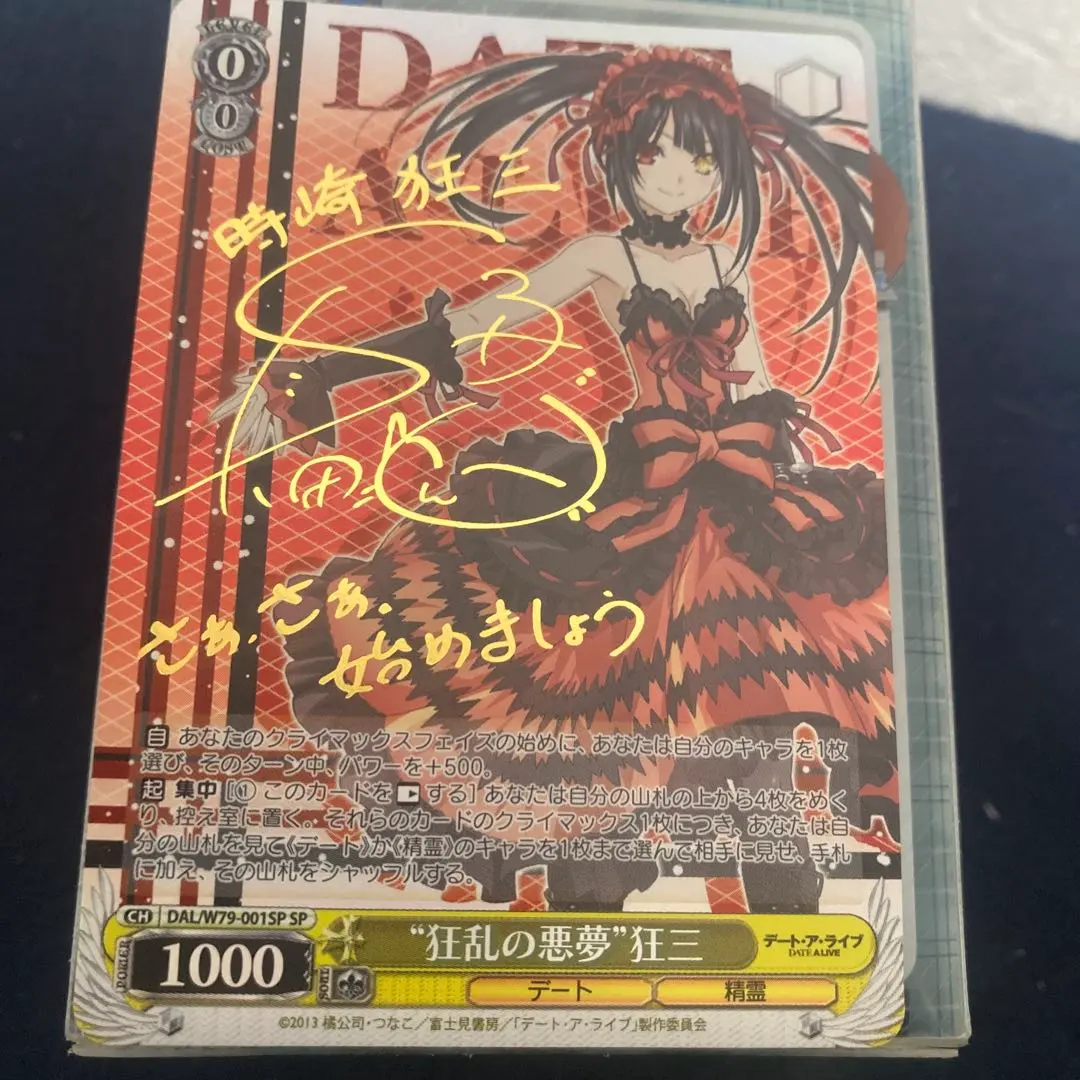 LEVEL
0
0
COST
DATE
時崎 狂三
さぁ、さぁ、
始めましょう
自 あなたのクライマックスフェイズの始めに、あなたは自分のキャラを1枚
選び、そのターン中、パワーを+500。
起 集中 [① このカードを する] あなたは自分の山札の上から4枚をめく
り、控え室に置く。それらのカードのクライマックス1枚につき、あなたは自
分の山札を見て《デート》か《精霊》のキャラを1枚まで選んで相手に見せ、手札
に加え、その山札をシャッフルする。
CH DAL/W79-001SP SP
POWER 1000 SOUL
“狂乱の悪夢”狂三
デート・ア・ライブ
DATE A LIVE
デート 精霊
©2013 橘公司・つなこ/富士見書房/「デート・ア・ライブ」製作委員会